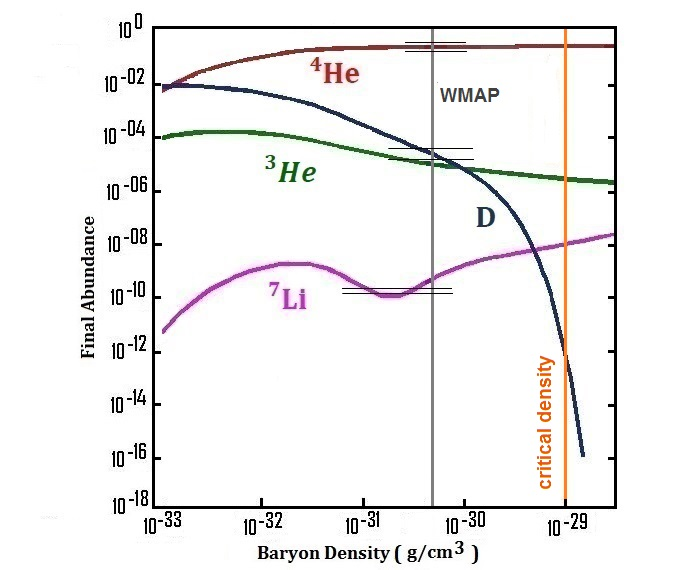 10⁰
10⁻⁰²
10⁻⁰⁴
10⁻⁰⁶
10⁻⁰⁸
10⁻¹⁰
10⁻¹²
10⁻¹⁴
10⁻¹⁶
10⁻¹⁸
Final Abundance
⁴He
WMAP
³He
D
⁷Li
critical density
10⁻³³ 10⁻³² 10⁻³¹ 10⁻³⁰ 10⁻²⁹
Baryon Density ( g/cm³ )